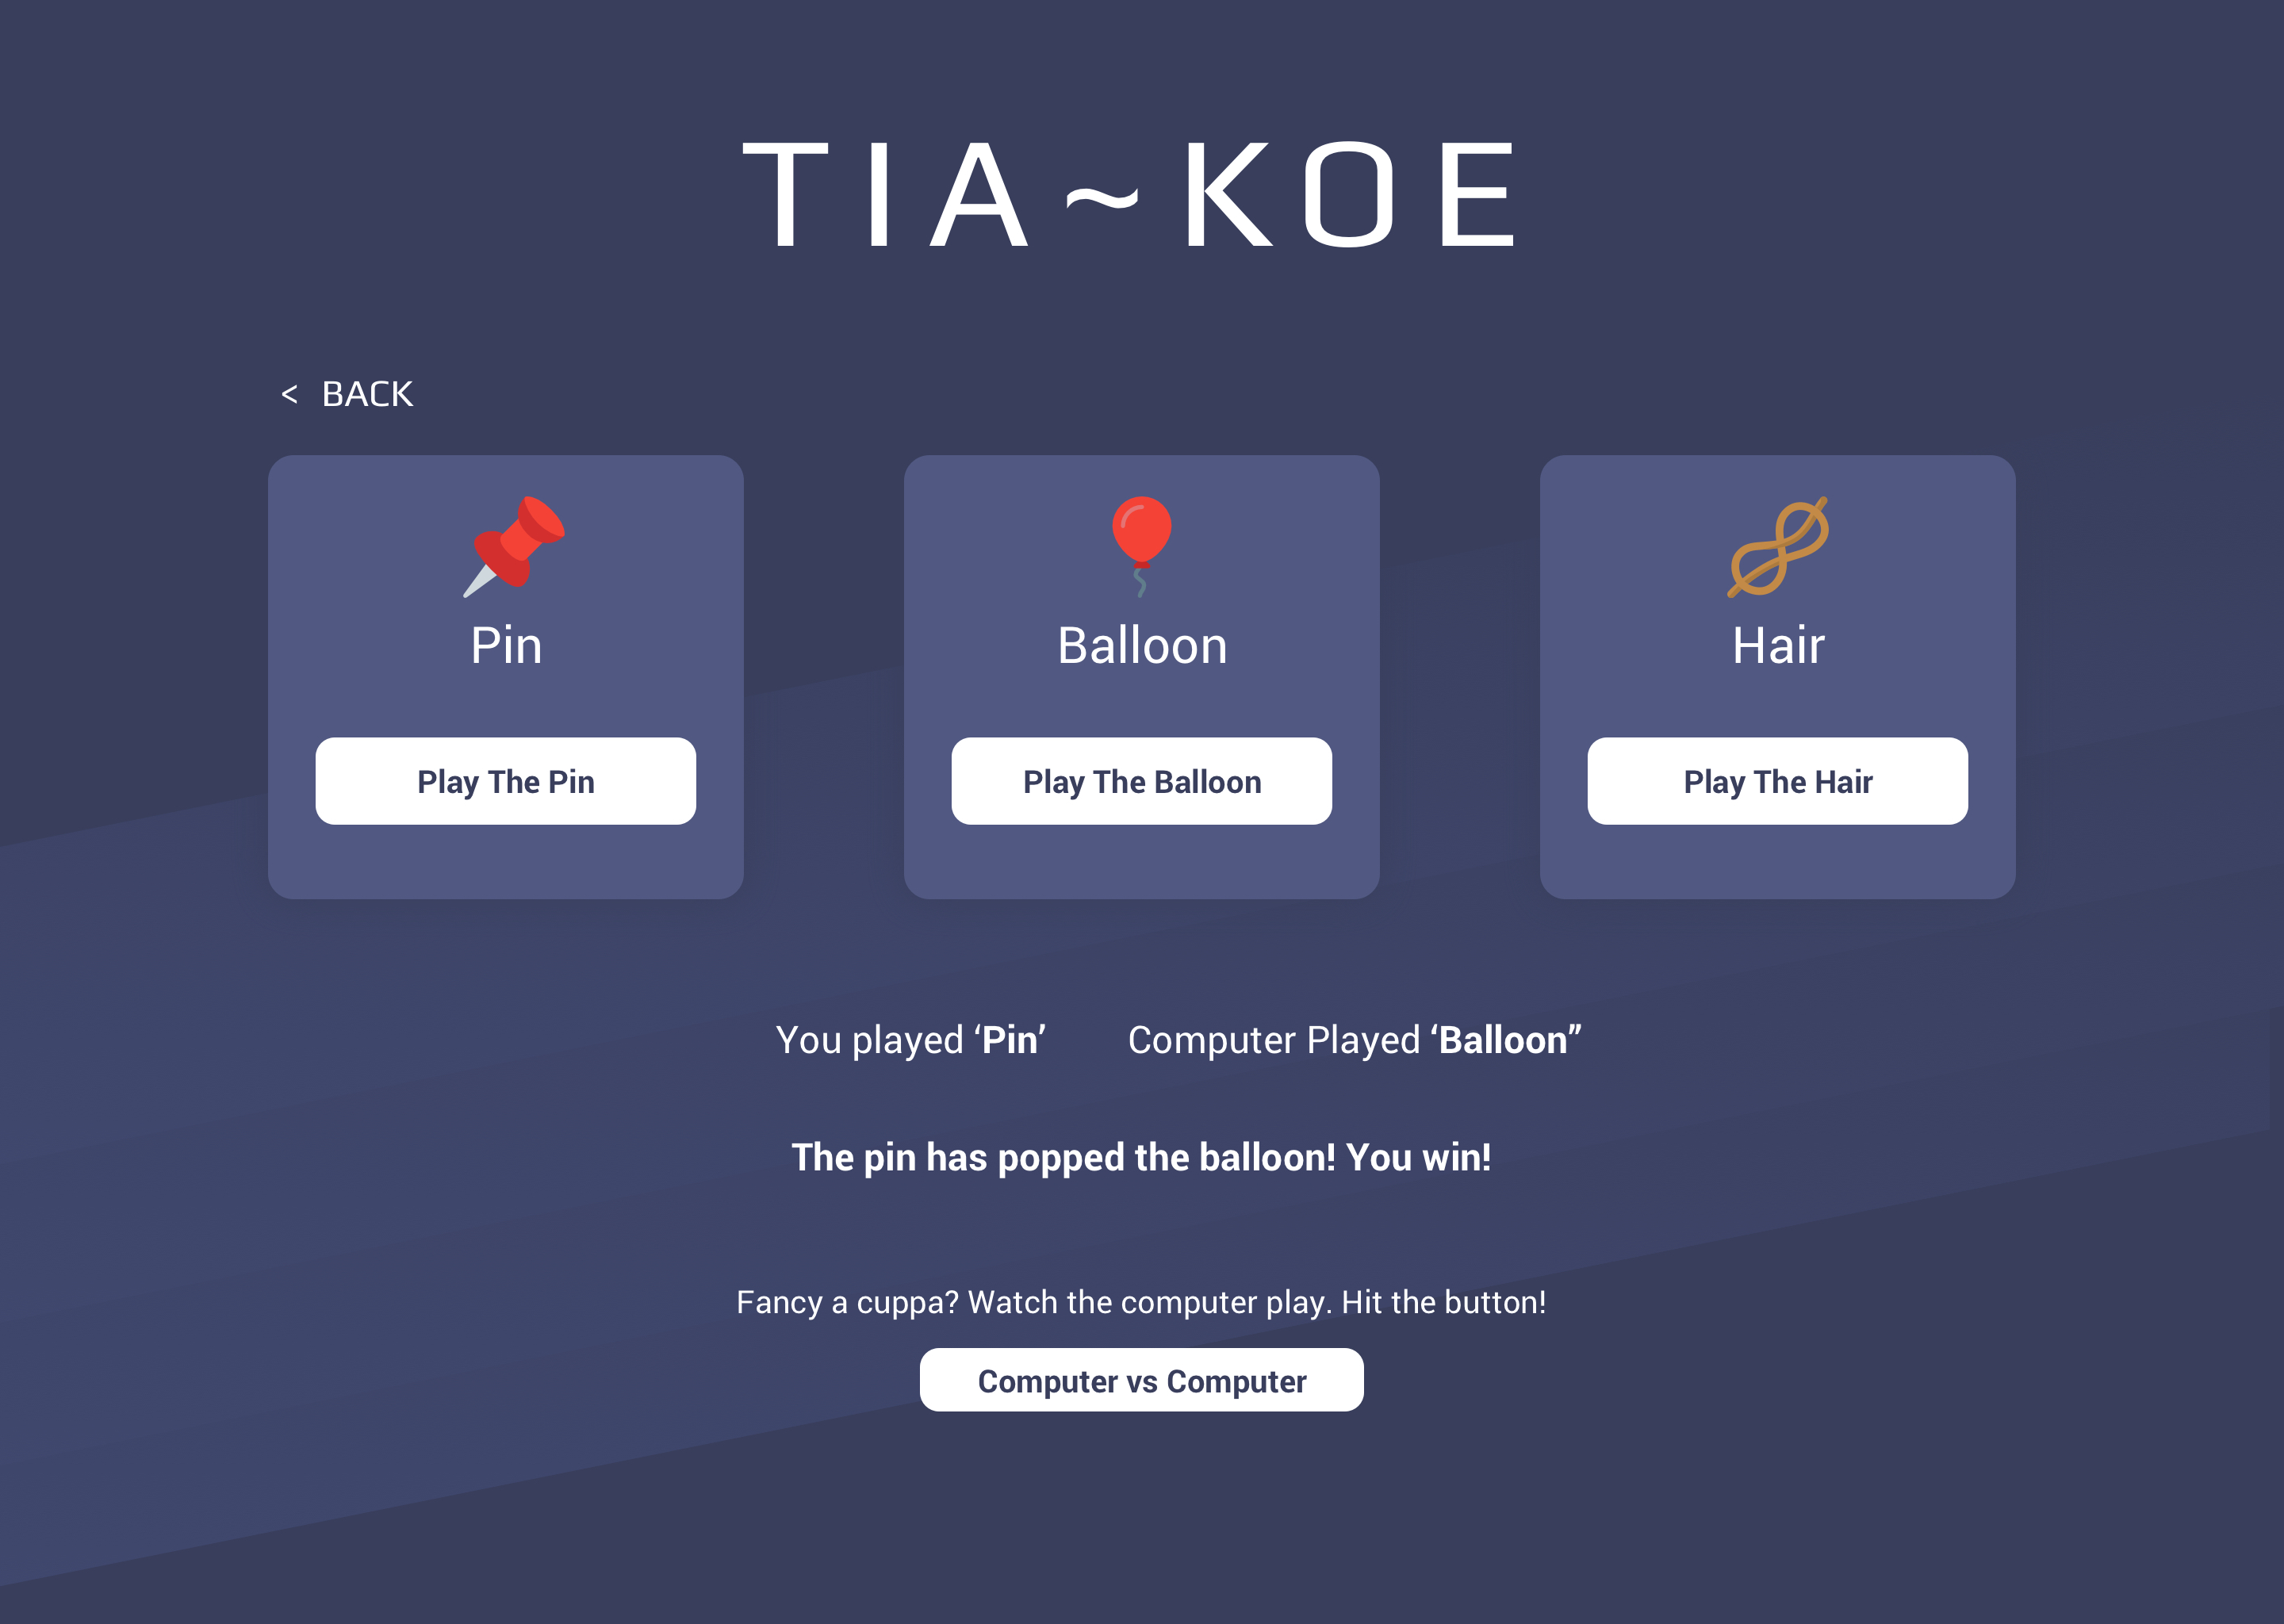 TIA~KOE
< BACK
Pin
Balloon
Hair
Play The Pin
Play The Balloon
Play The Hair
You played ‘Pin’
Computer Played ‘Balloon”
The pin has popped the balloon! You win!
Fancy a cuppa? Watch the computer play. Hit the button!
Computer vs Computer